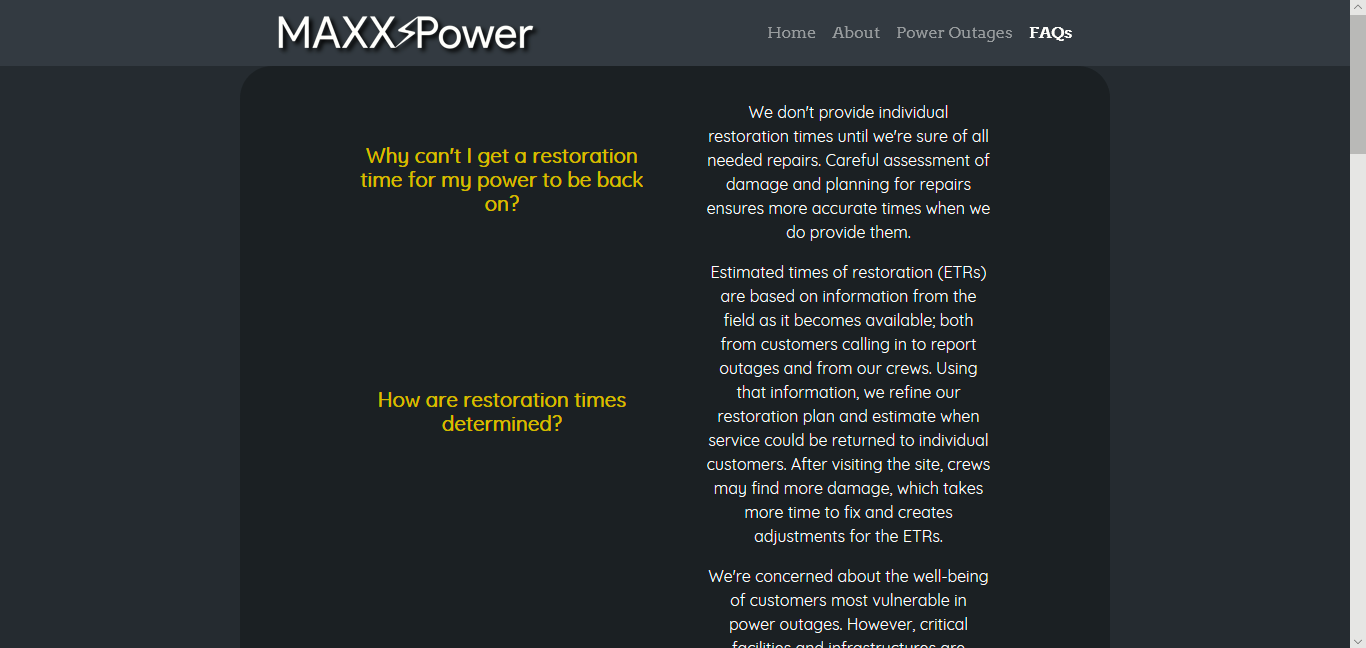 MAXX⚡Power
Home About Power Outages FAQs
Why can't I get a restoration
time for my power to be back
on?
We don't provide individual
restoration times until we're sure of all
needed repairs. Careful assessment of
damage and planning for repairs
ensures more accurate times when we
do provide them.
How are restoration times
determined?
Estimated times of restoration (ETRs)
are based on information from the
field as it becomes available; both
from customers calling in to report
outages and from our crews. Using
that information, we refine our
restoration plan and estimate when
service could be returned to individual
customers. After visiting the site, crews
may find more damage, which takes
more time to fix and creates
adjustments for the ETRs.
We're concerned about the well-being
of customers most vulnerable in
power outages. However, critical
facilities and infrastructures are